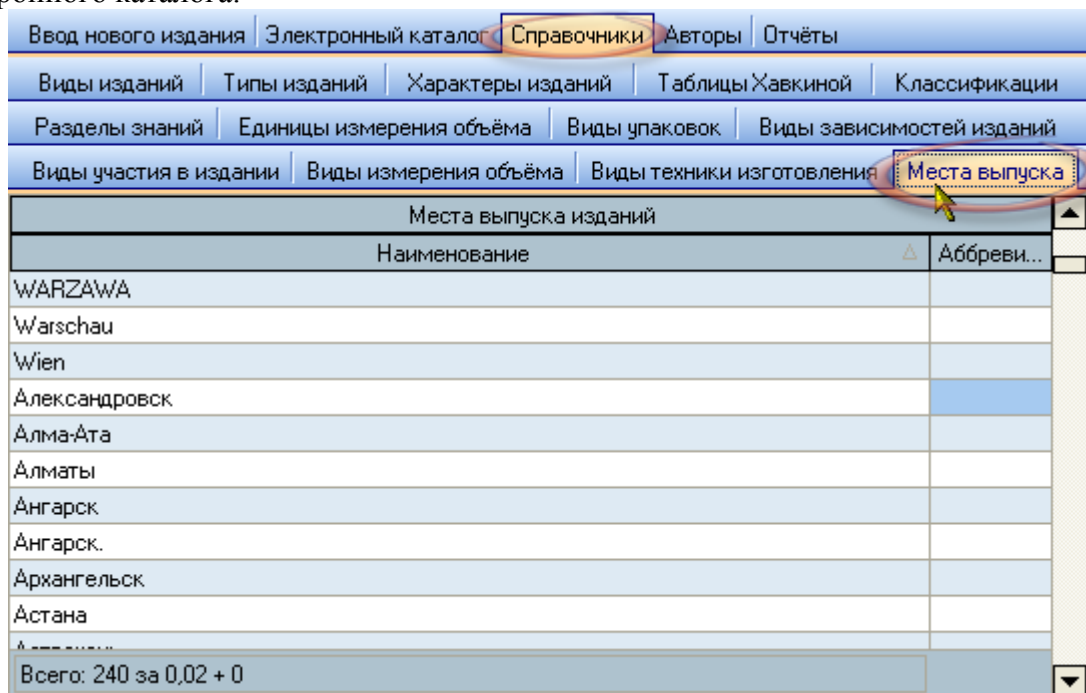 каталога.
Ввод нового издания Электронный каталог Справочники Авторы Отчёты
Виды изданий Типы изданий Характеры изданий Таблицы Хавкиной Классификации
Разделы знаний Единицы измерения объёма Виды упаковок Виды зависимостей изданий
Виды участия в издании Виды измерения объёма Виды техники изготовления Места выпуска
Места выпуска изданий
Наименование Аббреви...
WARZAWA
Warschau
Wien
Александровск
Алма-Ата
Алматы
Ангарск
Ангарск.
Архангельск
Астана
Всего: 240 за 0,02 + 0